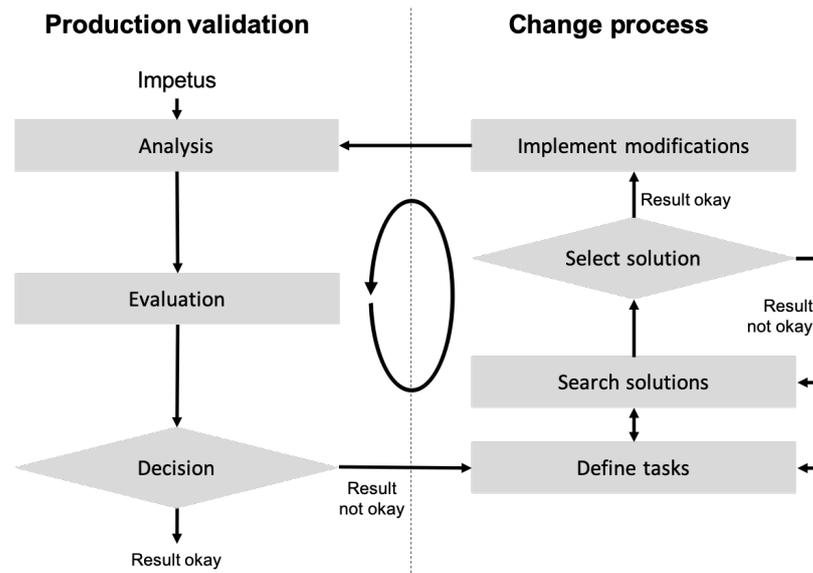 Production validation
Change process
Impetus
Analysis
Implement modifications
Result okay
Select solution
Evaluation
Result
not okay
Search solutions
Decision
Define tasks
Result
not okay
Result okay